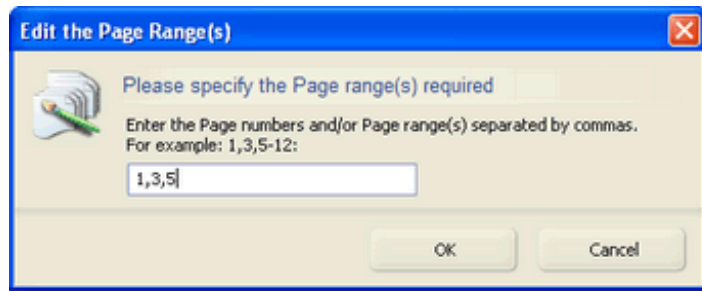 Edit the Page Range(s)
Please specify the Page range(s) required
Enter the Page numbers and/or Page range(s) separated by commas.
For example: 1,3,5-12:
1,3,5
OK Cancel